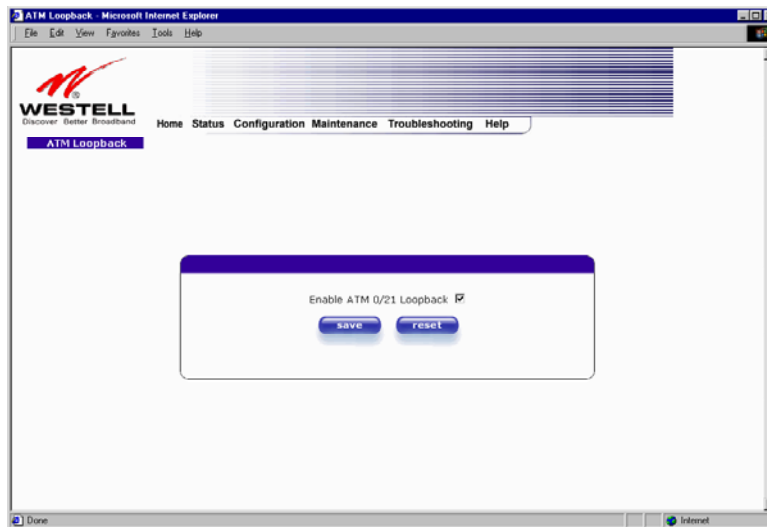 ATM Loopback - Microsoft Internet Explorer
File Edit View Favorites Tools Help
WESTELL
®
Discover Better Broadband
Home Status Configuration Maintenance Troubleshooting Help
ATM Loopback
Enable ATM 0/21 Loopback
save reset
Done Internet